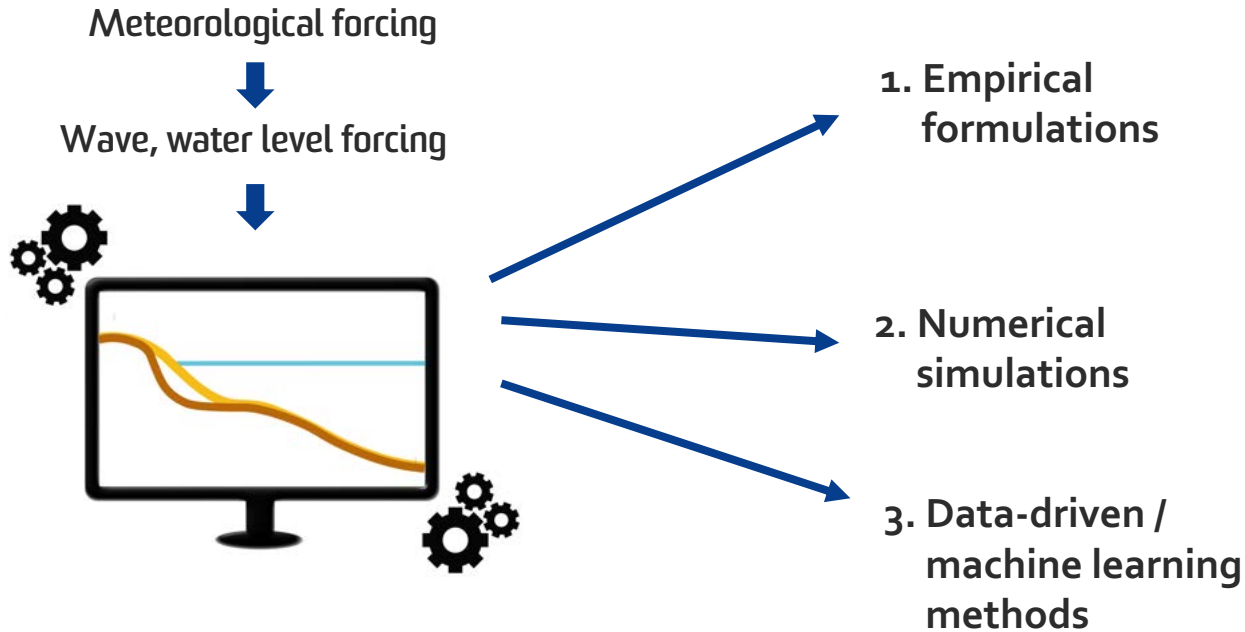 Meteorological forcing
Wave, water level forcing
1. Empirical
formulations
2. Numerical
simulations
3. Data-driven /
machine learning
methods